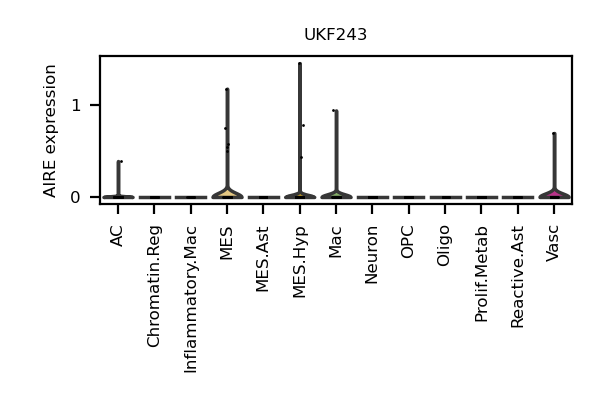 UKF243
AIRE expression
1
0
AC
Chromatin.Reg
Inflammatory.Mac
MES
MES.Ast
MES.Hyp
Mac
Neuron
OPC
Oligo
Prolif.Metab
Reactive.Ast
Vasc